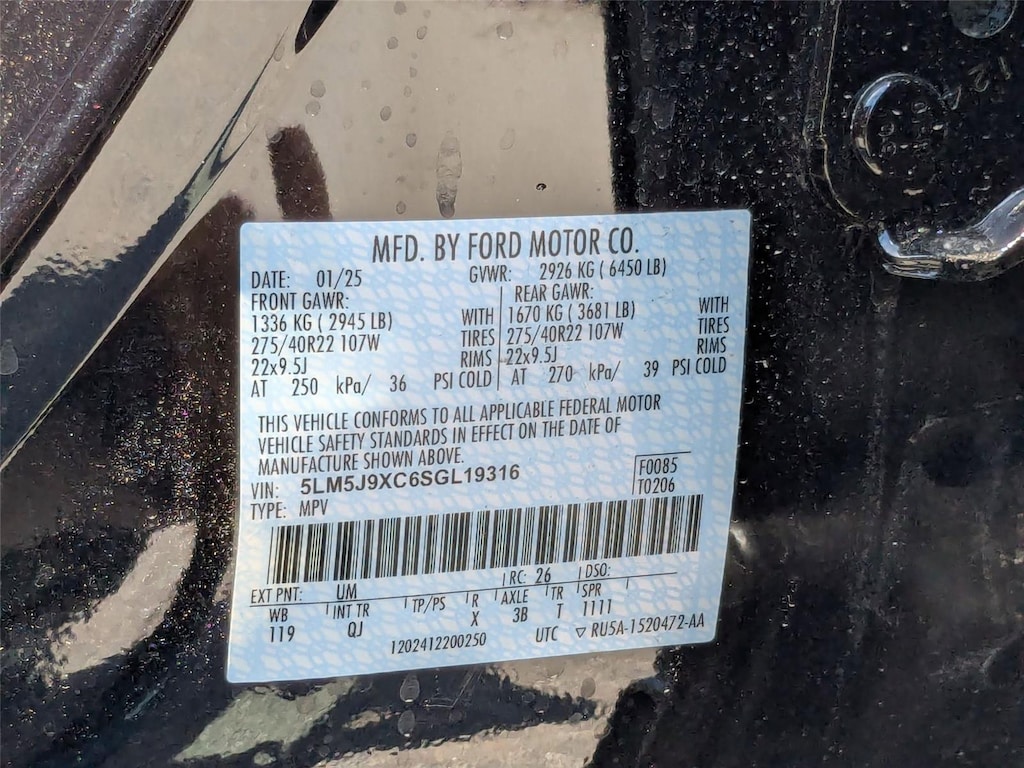 MFD. BY FORD MOTOR CO.
DATE: 01/25 GVWR: 2926 KG ( 6450 LB)
FRONT GAWR: REAR GAWR:
1336 KG ( 2945 LB) WITH 1670 KG ( 3681 LB) WITH
275/40R22 107W TIRES 275/40R22 107W TIRES
22x9.5J RIMS 22x9.5J RIMS
AT 250 kPa/ 36 PSI COLD AT 270 kPa/ 39 PSI COLD
THIS VEHICLE CONFORMS TO ALL APPLICABLE FEDERAL MOTOR
VEHICLE SAFETY STANDARDS IN EFFECT ON THE DATE OF
MANUFACTURE SHOWN ABOVE.
VIN: 5LM5J9XC6SGL19316 F0085
TYPE: MPV T0206
EXT PNT: UM RC: 26 DSO:
WB INT TR TP/PS R AXLE TR SPR
119 QJ X 3B T 1111
1202412200250 UTC ▽ RU5A-1520472-AA